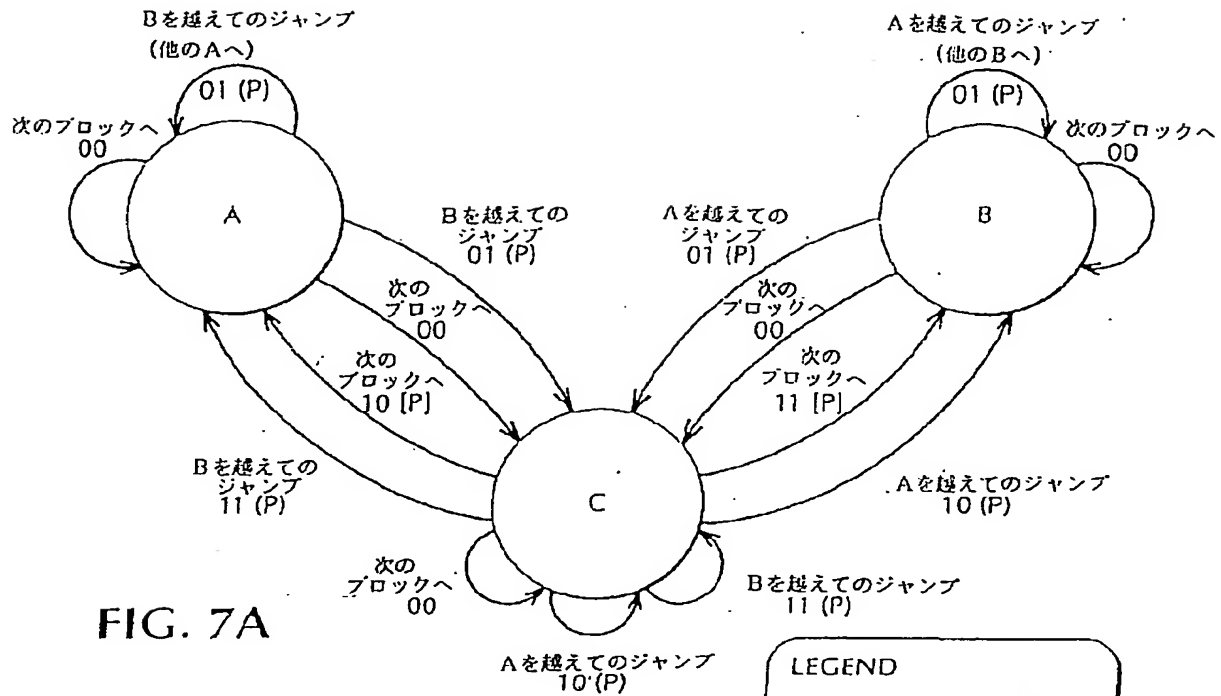 Bを越えてのジャンプ
(他のAへ)
01 (P)
次のブロックへ
00
A
Aを越えてのジャンプ
(他のBへ)
01 (P)
次のブロックへ
00
B
Bを越えての
ジャンプ
01 (P)
Aを越えての
ジャンプ
01 (P)
次の
ブロックへ
00
次の
ブロックへ
00
次の
ブロックへ
10 [P]
次の
ブロックへ
11 [P]
Bを越えての
ジャンプ
11 (P)
C
Aを越えてのジャンプ
10 (P)
次の
ブロックへ
00
Bを越えてのジャンプ
11 (P)
Aを越えてのジャンプ
10 (P)
FIG. 7A
LEGEND